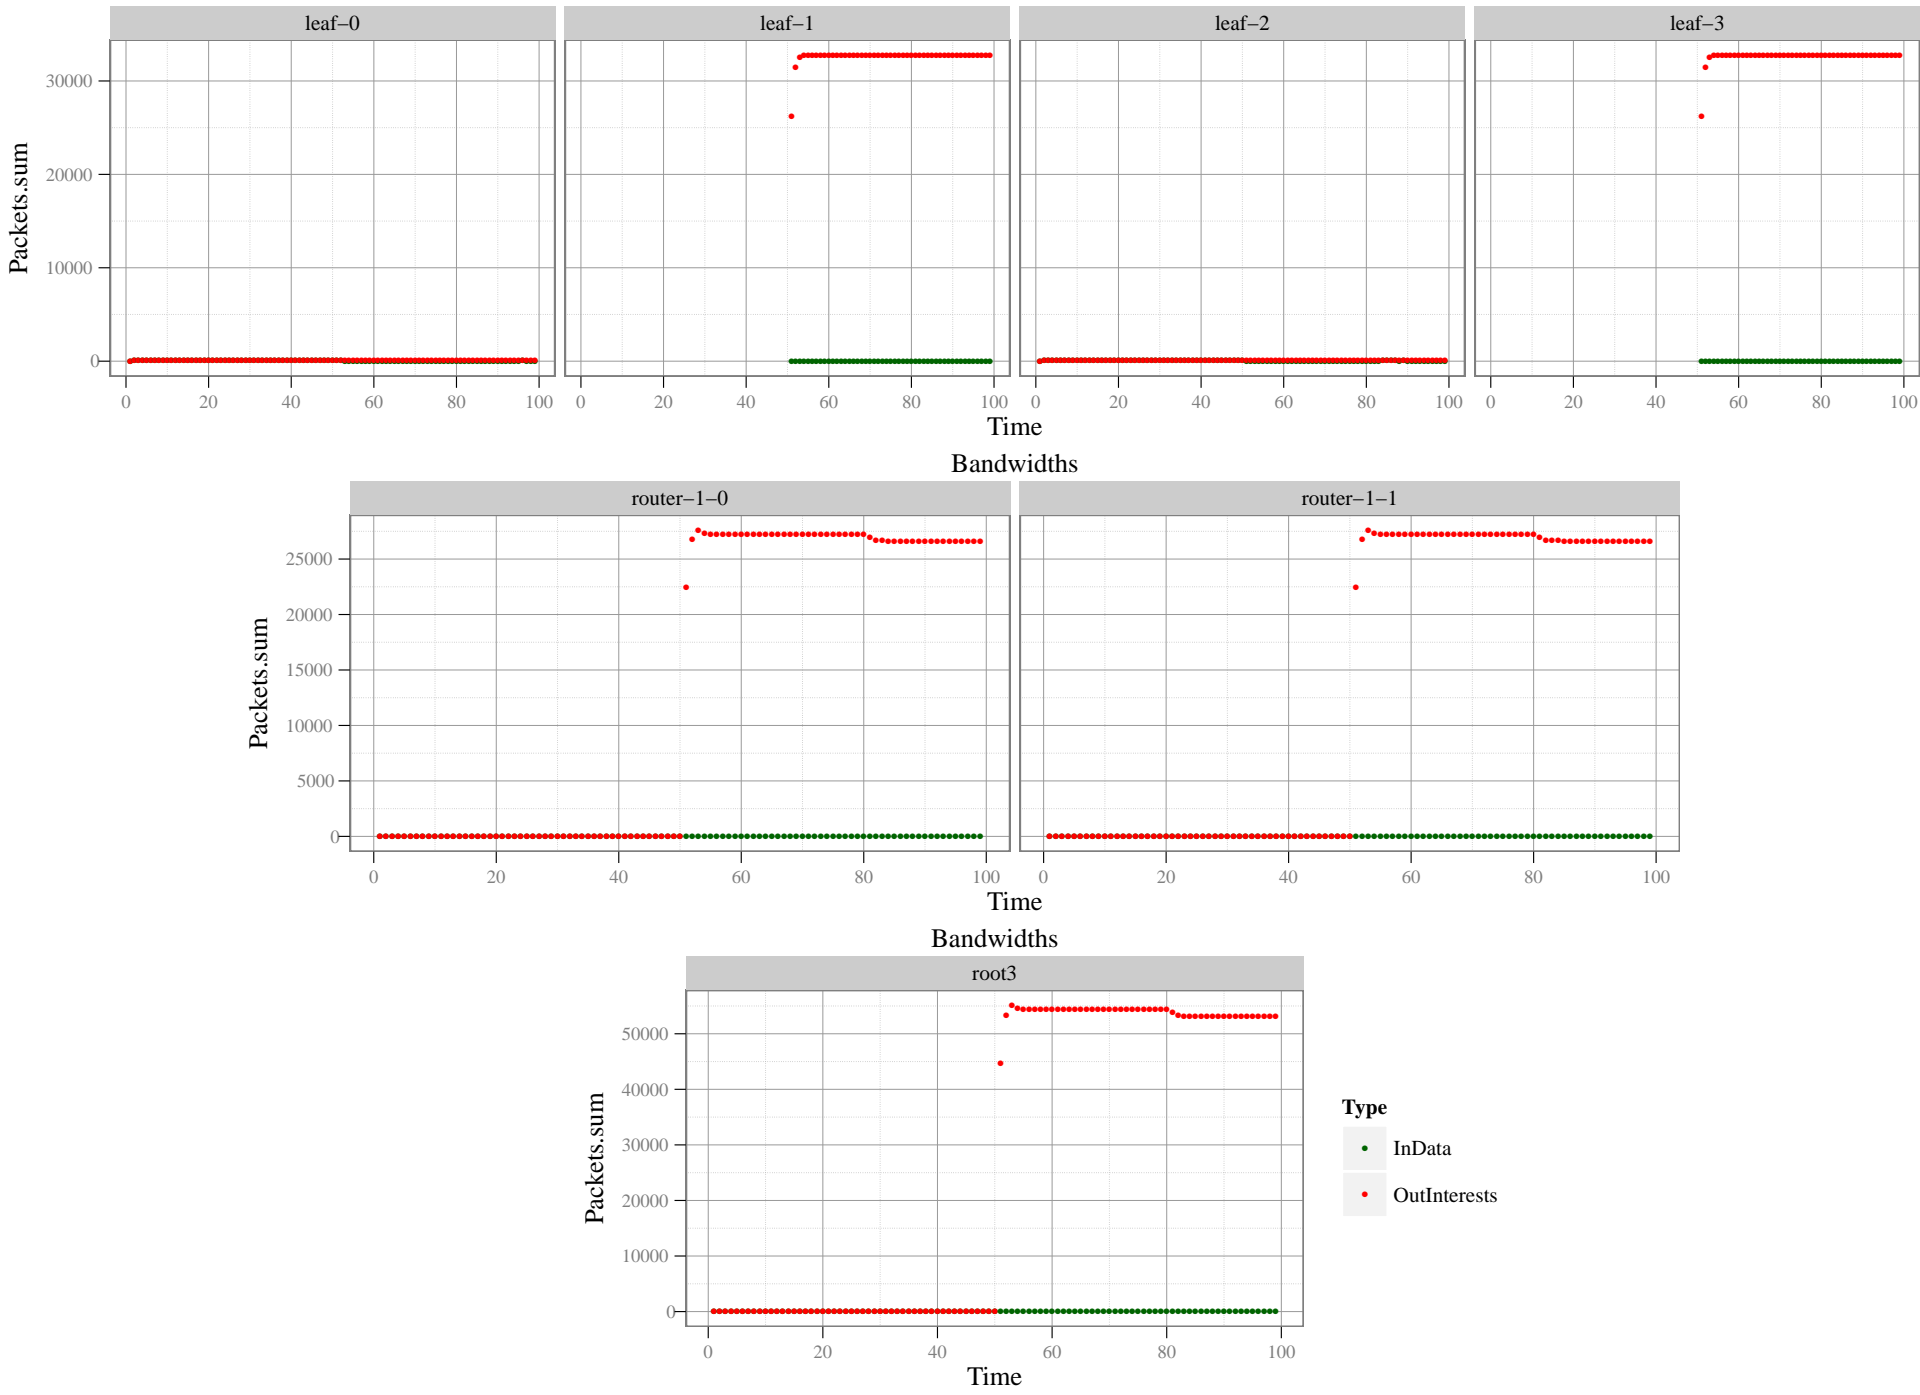 leaf−0 leaf−1 leaf−2 leaf−3
30000
20000
10000
0
Packets.sum
0 20 40 60 80 100 0 20 40 60 80 100 0 20 40 60 80 100 0 20 40 60 80 100
Time
Bandwidths
router−1−0 router−1−1
25000
20000
15000
10000
5000
0
Packets.sum
0 20 40 60 80 100 0 20 40 60 80 100
Time
Bandwidths
root3
50000
40000
30000
20000
10000
0
Packets.sum
0 20 40 60 80 100
Time
Type
InData
OutInterests